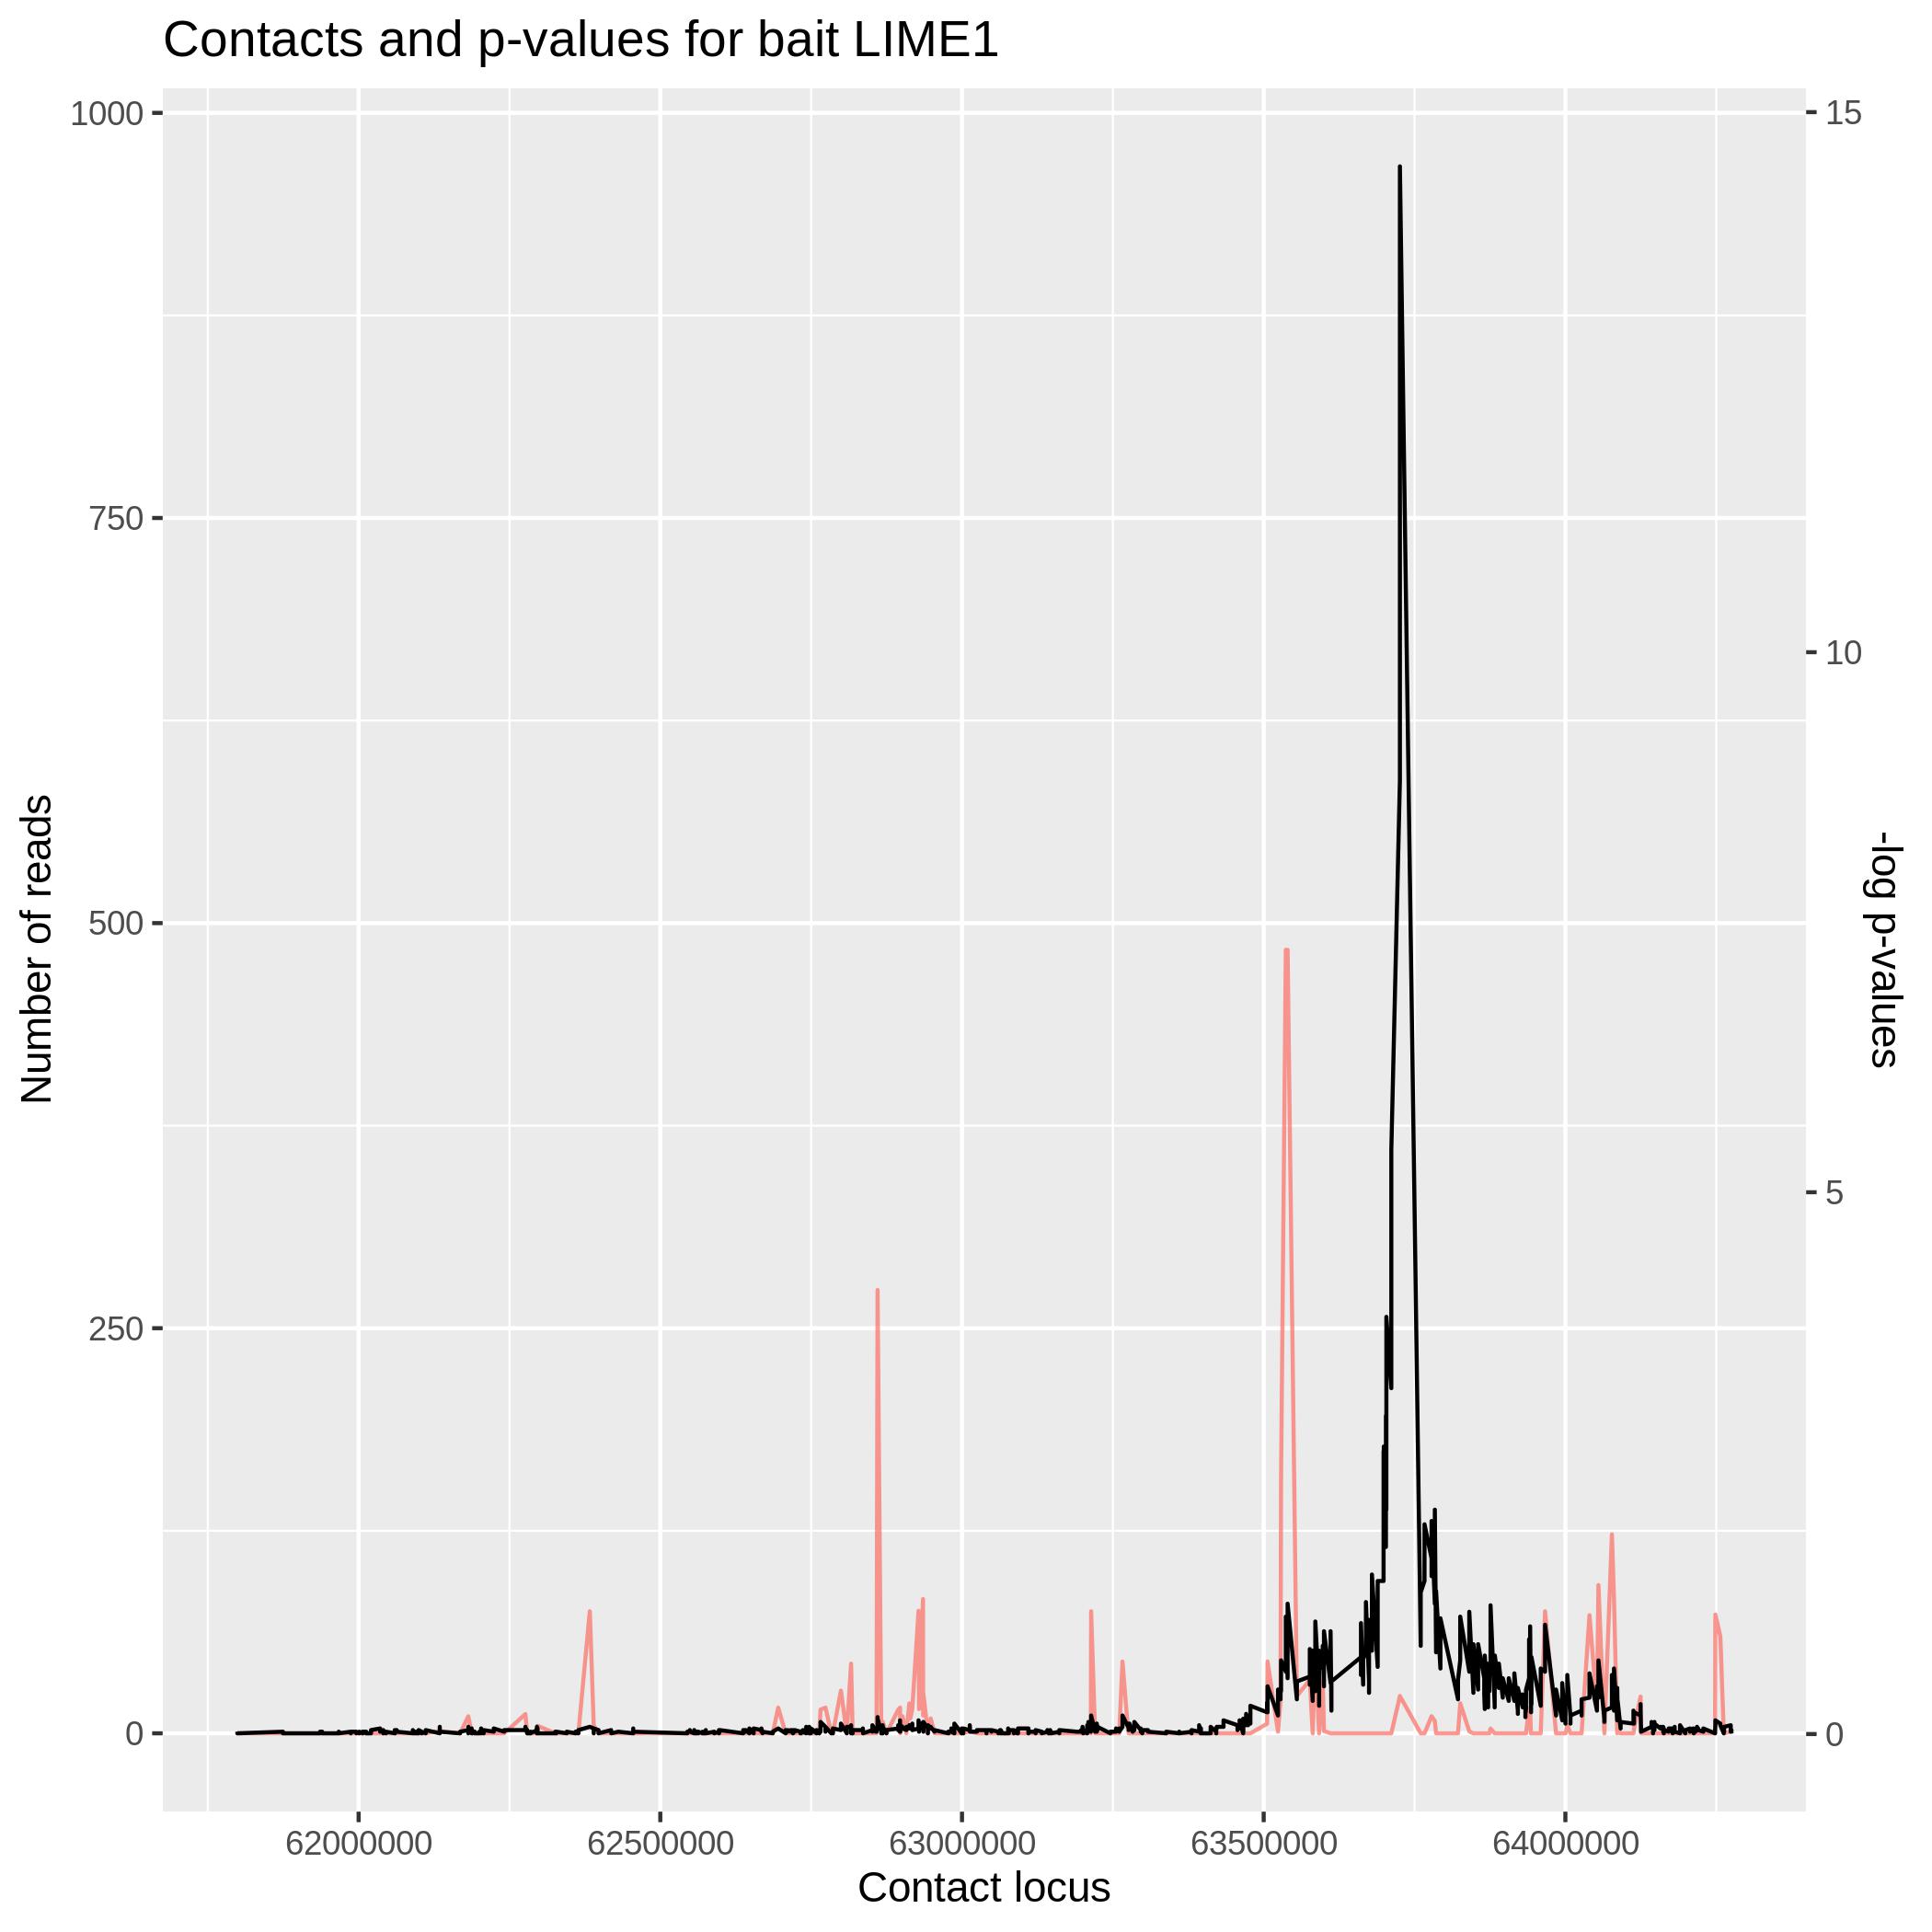 Contacts and p-values for bait LIME1
1000
750
500
250
0
Number of reads
15
10
5
0
-log p-values
62000000 62500000 63000000 63500000 64000000
Contact locus